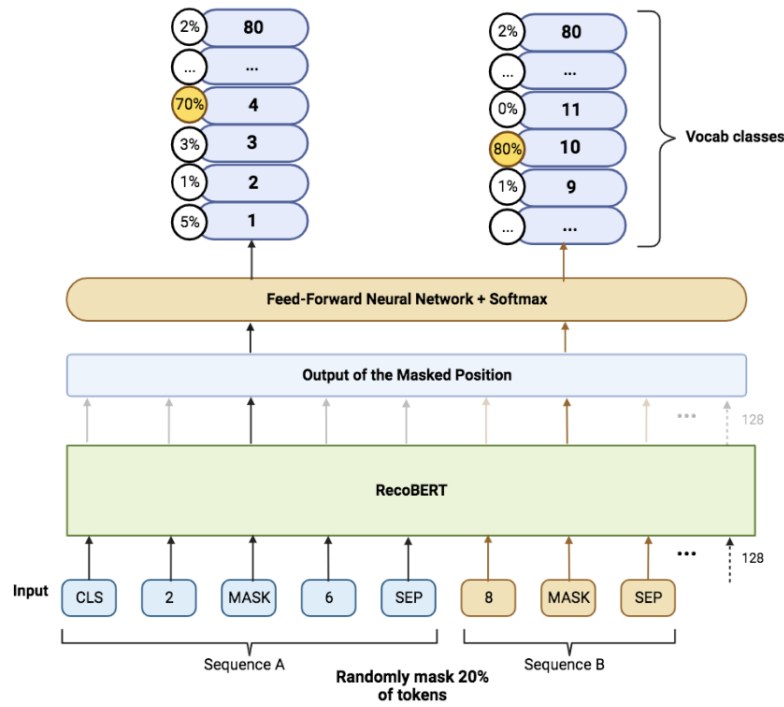 2% 80 2% 80
... ... ... ...
70% 4 0% 11
3% 3 80% 10
1% 2 1% 9
5% 1 ... ...
Vocab classes
Feed-Forward Neural Network + Softmax
Output of the Masked Position
... 128
RecoBERT
... 128
Input CLS 2 MASK 6 SEP 8 MASK SEP
Sequence A Sequence B
Randomly mask 20%
of tokens